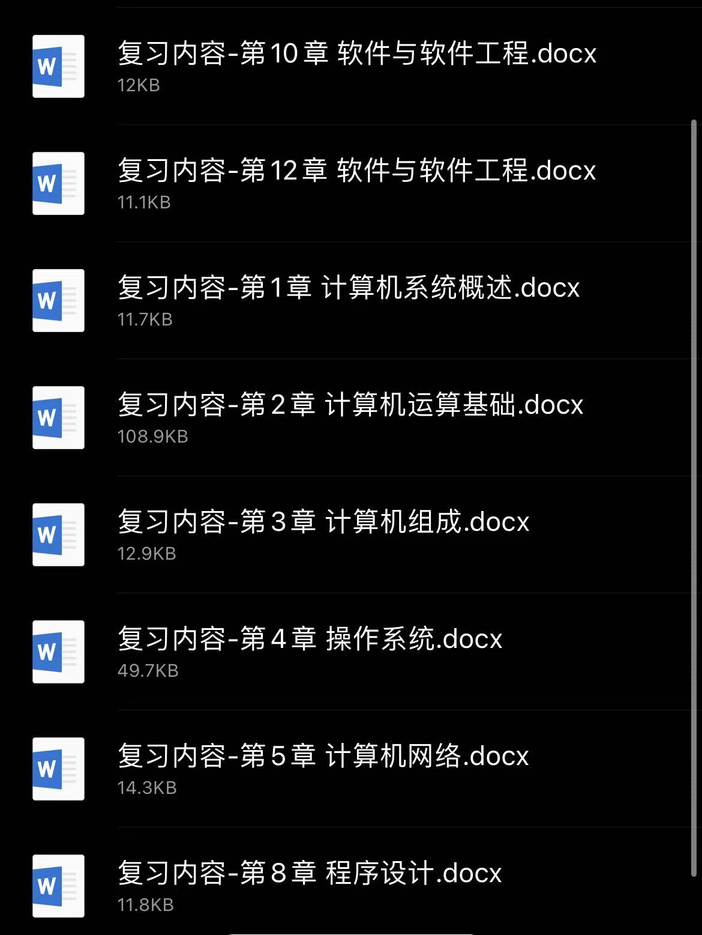 W
复习内容-第10章 软件与软件工程.docx
12KB
W
复习内容-第12章 软件与软件工程.docx
11.1KB
W
复习内容-第1章 计算机系统概述.docx
11.7KB
W
复习内容-第2章 计算机运算基础.docx
108.9KB
W
复习内容-第3章 计算机组成.docx
12.9KB
W
复习内容-第4章 操作系统.docx
49.7KB
W
复习内容-第5章 计算机网络.docx
14.3KB
W
复习内容-第8章 程序设计.docx
11.8KB